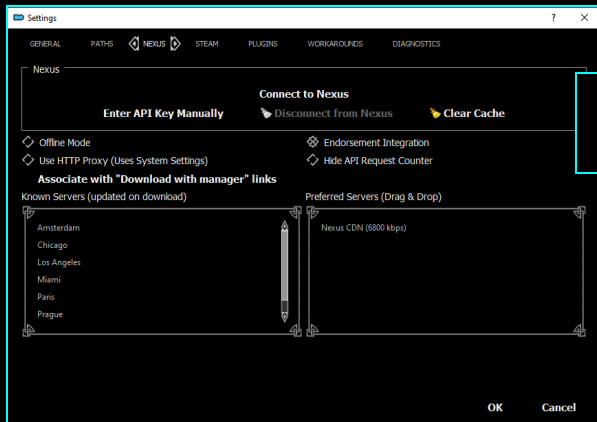 Settings
GENERAL PATHS NEXUS STEAM PLUGINS WORKAROUNDS DIAGNOSTICS
Nexus
Connect to Nexus
Enter API Key Manually Disconnect from Nexus Clear Cache
Offline Mode Endorsement Integration
Use HTTP Proxy (Uses System Settings) Hide API Request Counter
Associate with "Download with manager" links
Known Servers (updated on download) Preferred Servers (Drag & Drop)
Amsterdam Nexus CDN (6800 kbps)
Chicago
Los Angeles
Miami
Paris
Prague
OK Cancel